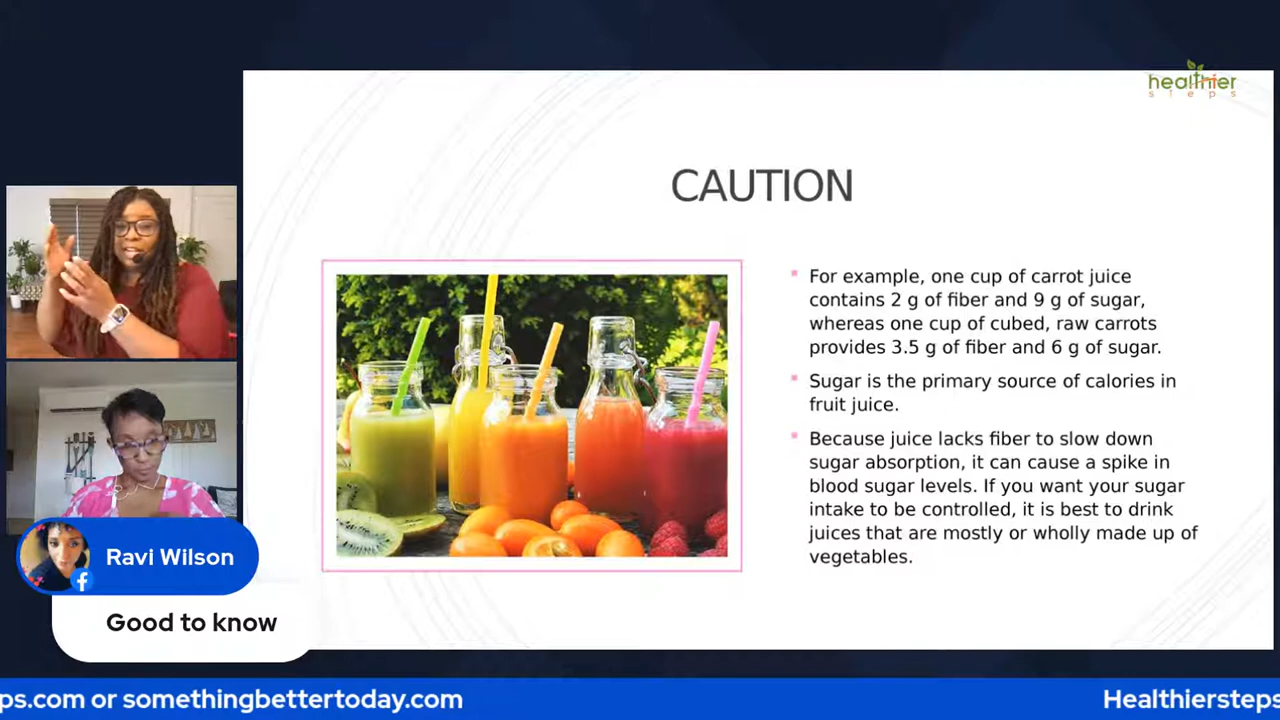 healthier
steps
CAUTION
For example, one cup of carrot juice
contains 2 g of fiber and 9 g of sugar,
whereas one cup of cubed, raw carrots
provides 3.5 g of fiber and 6 g of sugar.
Sugar is the primary source of calories in
fruit juice.
Because juice lacks fiber to slow down
sugar absorption, it can cause a spike in
blood sugar levels. If you want your sugar
intake to be controlled, it is best to drink
juices that are mostly or wholly made up of
vegetables.
Ravi Wilson
Good to know
ps.com or somethingbettertoday.com
Healthiersteps